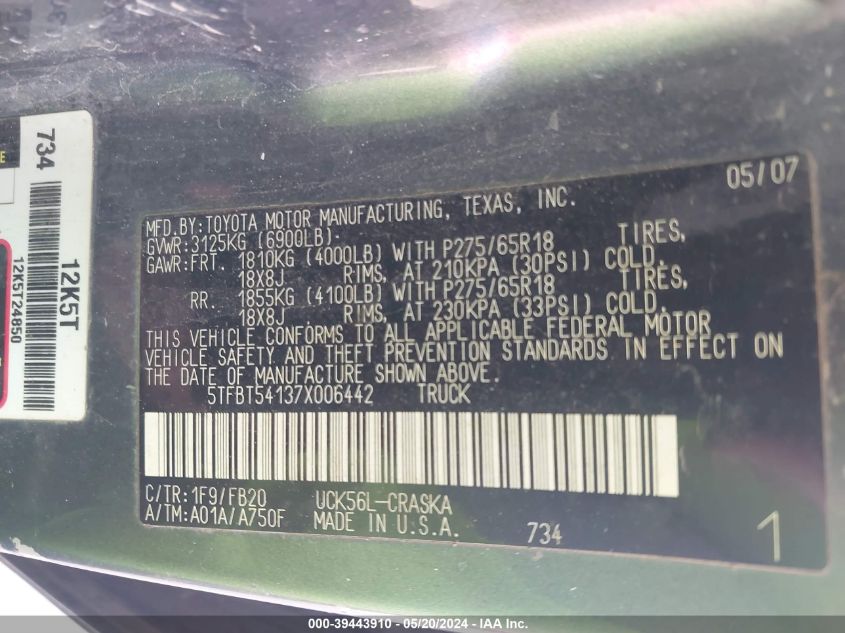 734
12K5T
12K5T24850
05/07
MFD.BY:TOYOTA MOTOR MANUFACTURING, TEXAS, INC.
GVWR:3125KG (6900LB).
GAWR:FRT. 1810KG (4000LB) WITH P275/65R18 TIRES,
18X8J RIMS, AT 210KPA (30PSI) COLD.
RR. 1855KG (4100LB) WITH P275/65R18 TIRES,
18X8J RIMS, AT 230KPA (33PSI) COLD.
THIS VEHICLE CONFORMS TO ALL APPLICABLE FEDERAL MOTOR
VEHICLE SAFETY AND THEFT PREVENTION STANDARDS IN EFFECT ON
THE DATE OF MANUFACTURE SHOWN ABOVE.
5TFBT54137X006442 TRUCK
C/TR:1F9/FB20 UCK56L-CRASKA
A/TM:A01A/A750F MADE IN U.S.A. 734
1
000-39443910 - 05/20/2024 - IAA Inc.